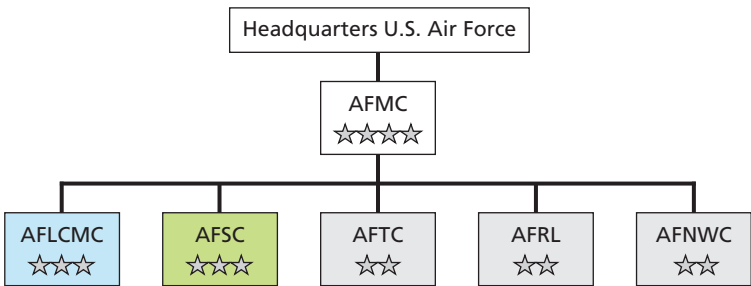 Headquarters U.S. Air Force
AFMC
AFLCMC
AFSC
AFTC
AFRL
AFNWC